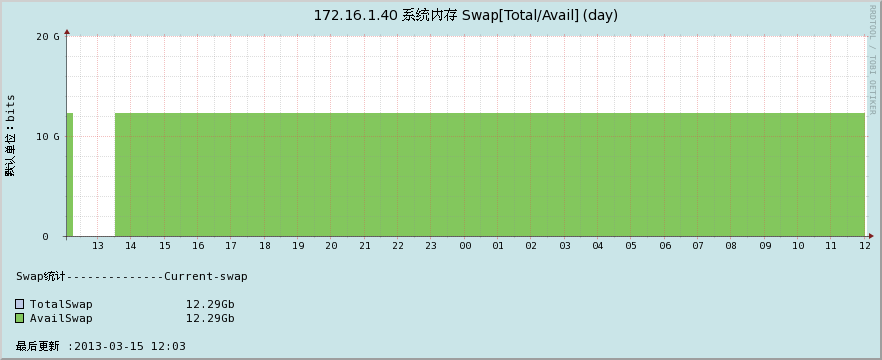 172.16.1.40 系统内存 Swap[Total/Avail] (day)
RRDTOOL / TOBI OETIKER
默认单位：bits
20 G
10 G
0
13 14 15 16 17 18 19 20 21 22 23 00 01 02 03 04 05 06 07 08 09 10 11 12
Swap统计--------------Current-swap
TotalSwap 12.29Gb
AvailSwap 12.29Gb
最后更新 :2013-03-15 12:03